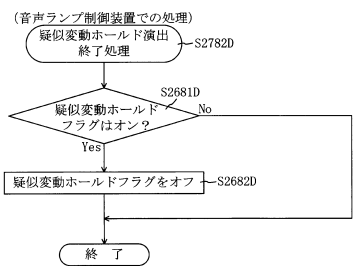 (音声ランプ制御装置での処理)
疑似変動ホールド演出
終了処理
S2782D
S2681D
疑似変動ホールド
フラグはオン？
No
Yes
疑似変動ホールドフラグをオフ
S2682D
終 了